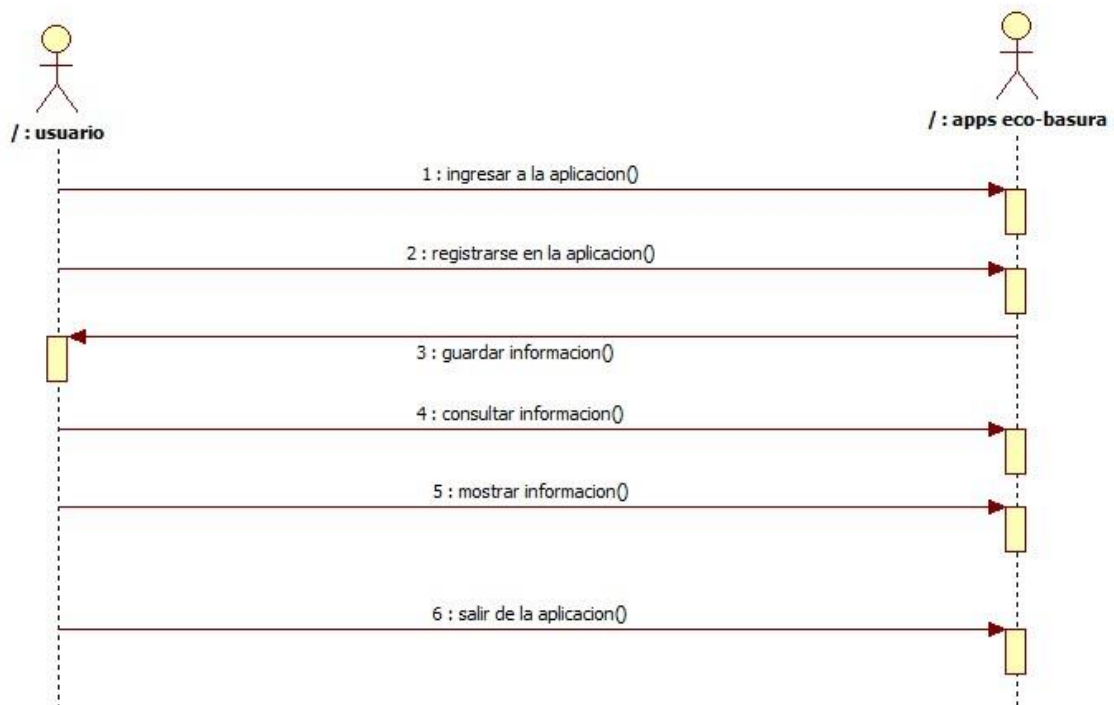 / : usuario
/ : apps eco-basura
1 : ingresar a la aplicacion()
2 : registrarse en la aplicacion()
3 : guardar informacion()
4 : consultar informacion()
5 : mostrar informacion()
6 : salir de la aplicacion()